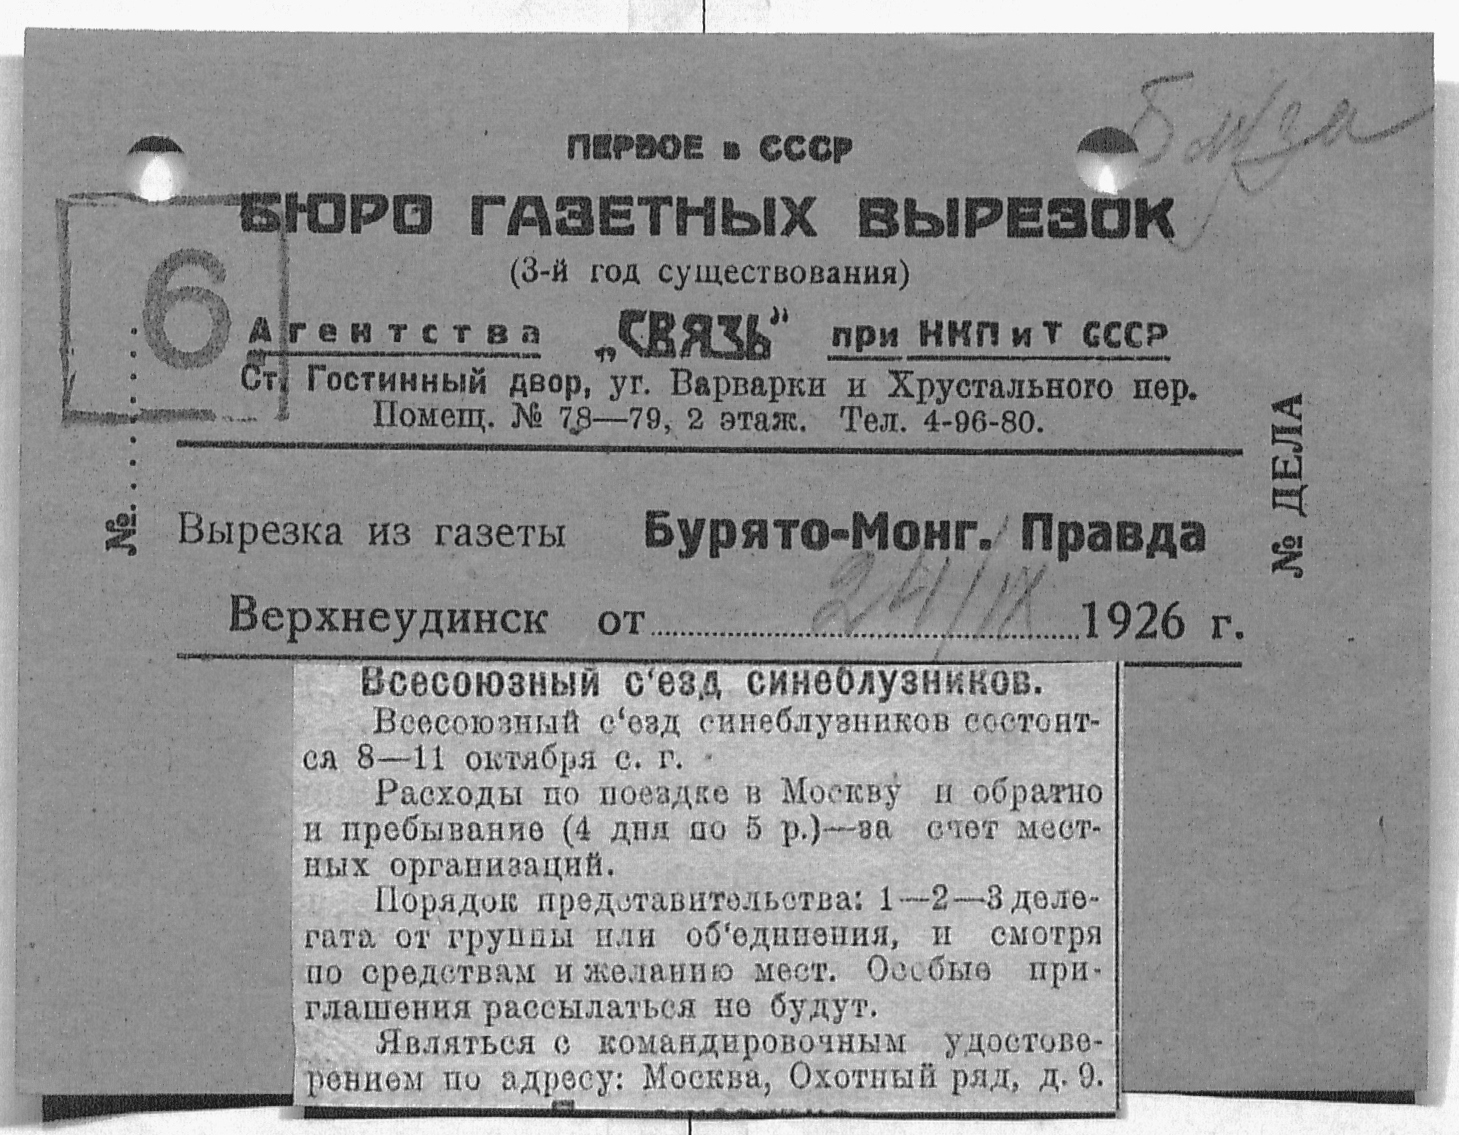 ПЕРВОЕ в СССР
БЮРО ГАЗЕТНЫХ ВЫРЕЗОК
(3-й год существования)
6
Агентства „СВЯЗЬ“ при НКП и Т СССР
Ст. Гостинный двор, уг. Варварки и Хрустального пер.
Помещ. № 78—79, 2 этаж. Тел. 4-96-80.
№
№ ДЕЛА
Вырезка из газеты Бурято-Монг. Правда
Верхнеудинск от 24/IX 1926 г.
Всесоюзный с‘езд синеблузников.
Всесоюзный с‘езд синеблузников состоит-
ся 8—11 октября с. г.
Расходы по поездке в Москву и обратно
и пребывание (4 дня по 5 р.)—за счет мест-
ных организаций.
Порядок представительства: 1—2—3 деле-
гата от группы или об‘единения, и смотря
по средствам и желанию мест. Особые при-
глашения рассылаться не будут.
Являться с командировочным удостове-
рением по адресу: Москва, Охотный ряд, д. 9.